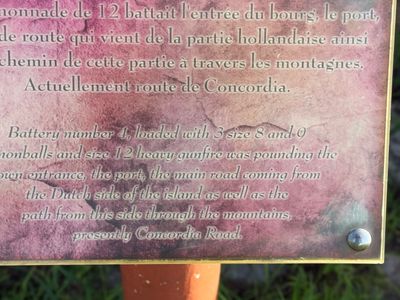 onnade de 12 battait l'entrée du bourg, le port,
de route qui vient de la partie hollandaise ainsi
chemin de cette partie à travers les montagnes.
Actuellement route de Concordia.
Battery number 4, loaded with 3 size 8 and 0
nonballs and size 12 heavy gunfire was pounding the
own entrance, the port, the main road coming from
the Dutch side of the island as well as the
path from this side through the mountains,
presently Concordia Road.